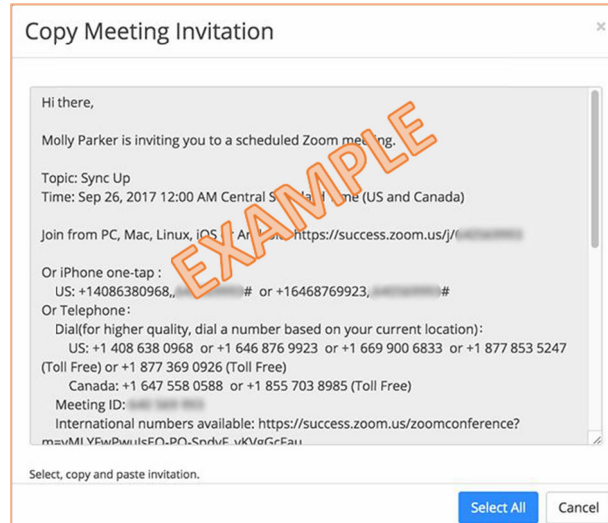 Copy Meeting Invitation
×
Hi there,
Molly Parker is inviting you to a scheduled Zoom meeting.
Topic: Sync Up
Time: Sep 26, 2017 12:00 AM Central Time (US and Canada)
Join from PC, Mac, Linux, iOS https://success.zoom.us/j/
Or iPhone one-tap :
US: +14086380968,, # or +16468769923, #
Or Telephone:
Dial(for higher quality, dial a number based on your current location):
US: +1 408 638 0968 or +1 646 876 9923 or +1 669 900 6833 or +1 877 853 5247
(Toll Free) or +1 877 369 0926 (Toll Free)
Canada: +1 647 558 0588 or +1 855 703 8985 (Toll Free)
Meeting ID:
International numbers available: https://success.zoom.us/zoomconference?
EXAMPLE
Select, copy and paste invitation.
Select All
Cancel